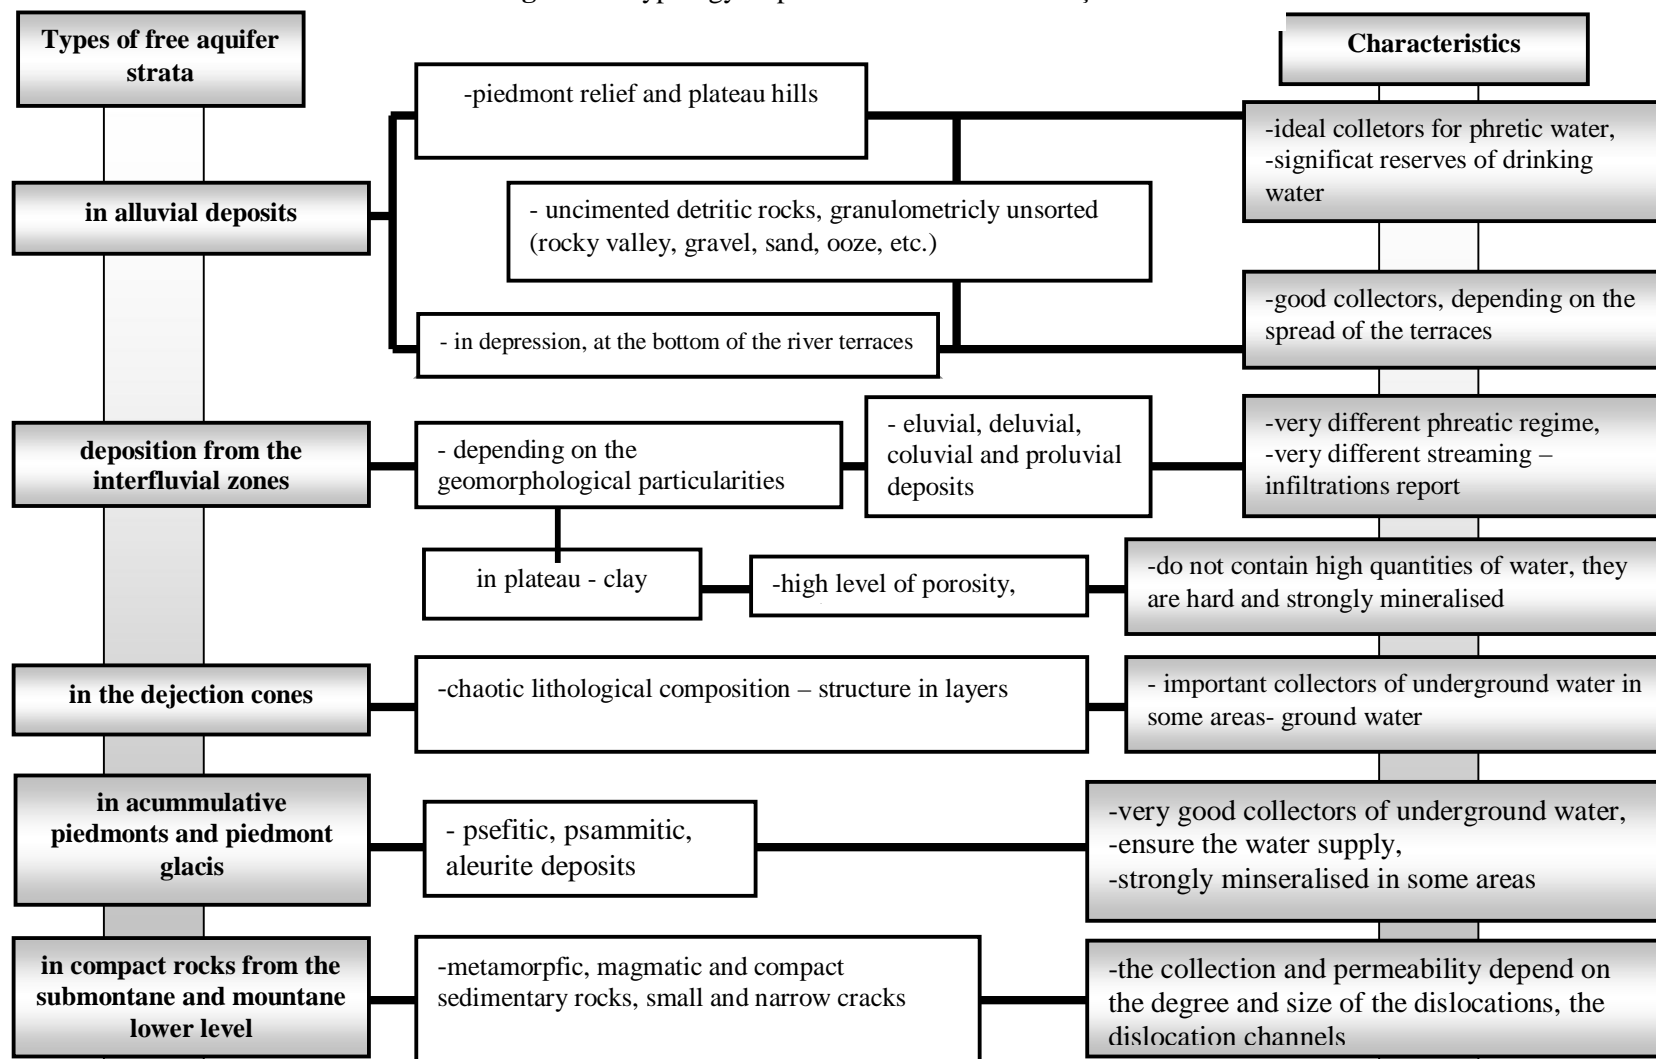 Types of free aquifer
strata
Characteristics
-piedmont relief and plateau hills
-ideal colletors for phretic water,
-significat reserves of drinking
water
in alluvial deposits
- uncimented detritic rocks, granulometricly unsorted
(rocky valley, gravel, sand, ooze, etc.)
-good collectors, depending on the
spread of the terraces
- in depression, at the bottom of the river terraces
deposition from the
interfluvial zones
- depending on the
geomorphological particularities
- eluvial, deluvial,
coluvial and proluvial
deposits
-very different phreatic regime,
-very different streaming –
infiltrations report
in plateau - clay
-high level of porosity,
-do not contain high quantities of water, they
are hard and strongly mineralised
in the dejection cones
-chaotic lithological composition – structure in layers
- important collectors of underground water in
some areas- ground water
in acummulative
piedmonts and piedmont
glacis
- psefitic, psammitic,
aleurite deposits
-very good collectors of underground water,
-ensure the water supply,
-strongly minseralised in some areas
in compact rocks from the
submontane and mountane
lower level
-metamorpfic, magmatic and compact
sedimentary rocks, small and narrow cracks
-the collection and permeability depend on
the degree and size of the dislocations, the
dislocation channels